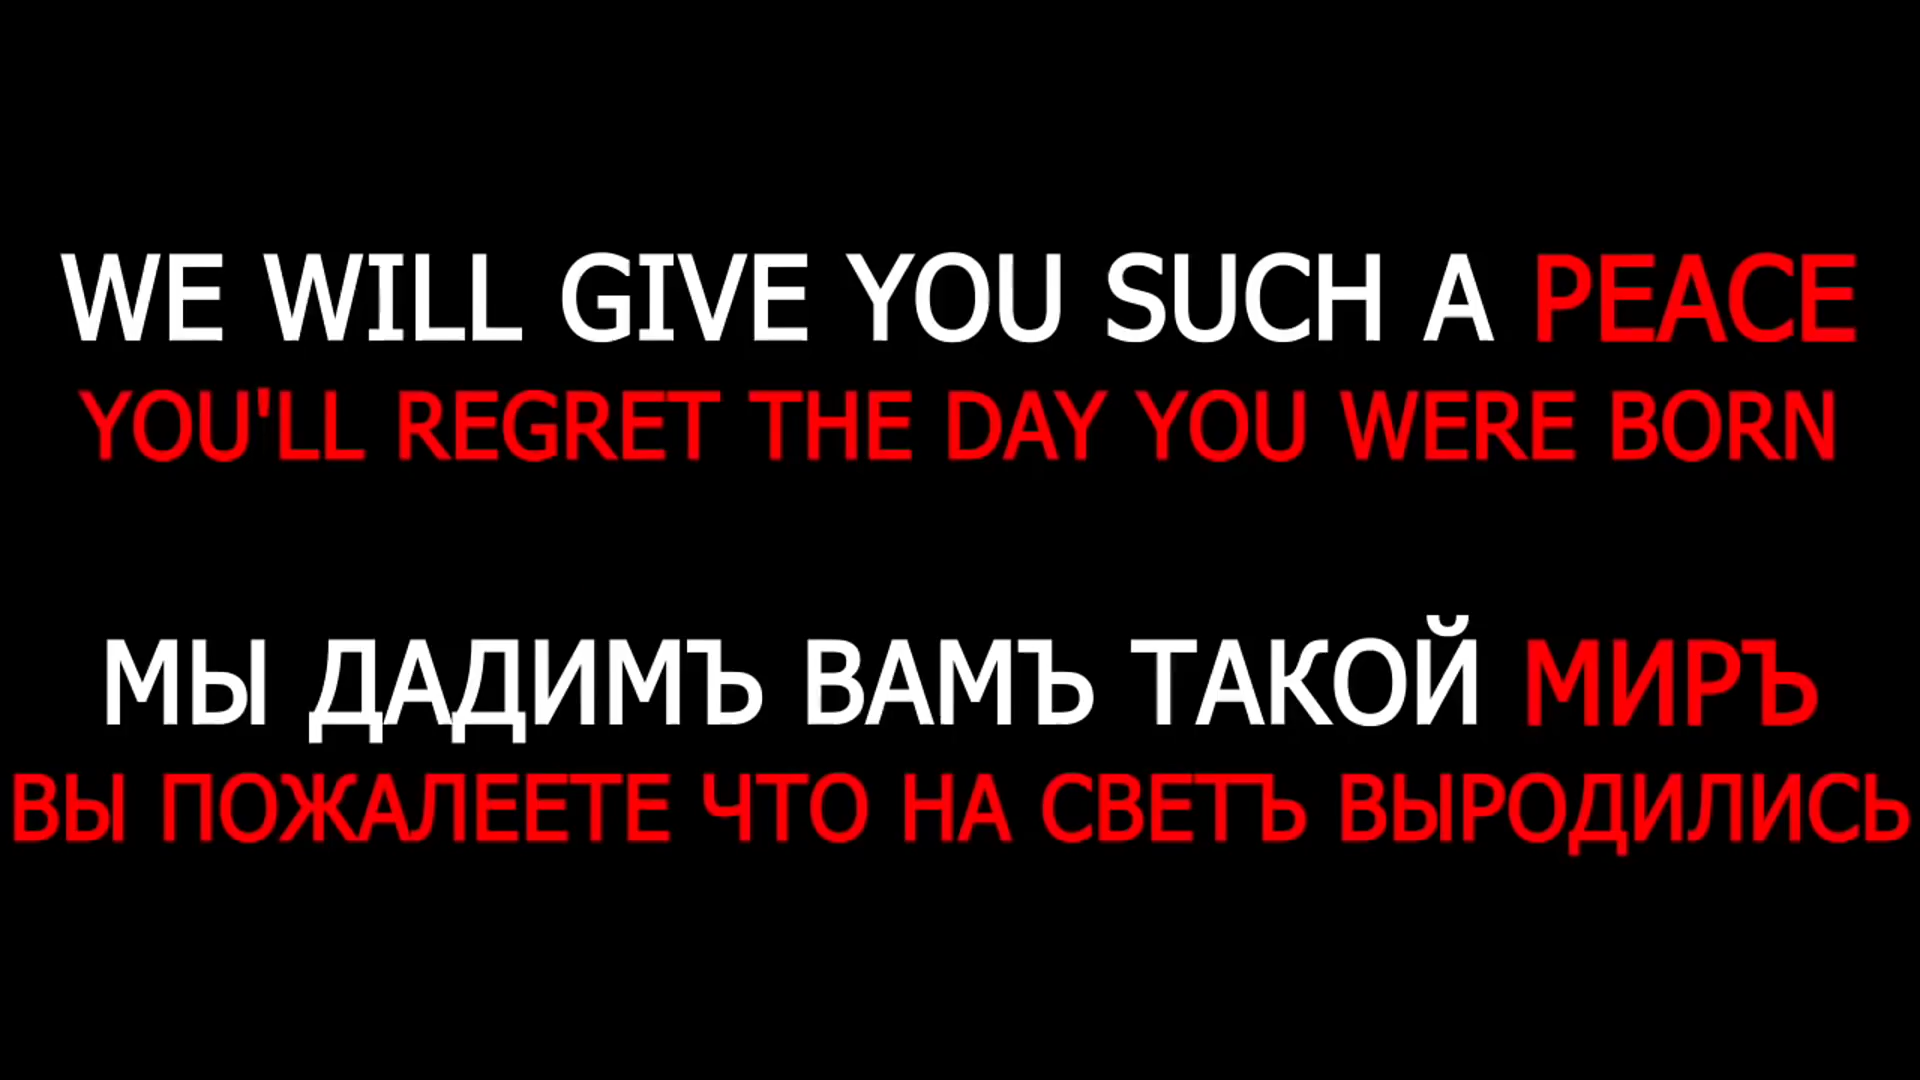 WE WILL GIVE YOU SUCH A PEACE
YOU'LL REGRET THE DAY YOU WERE BORN
МЫ ДАДИМЪ ВАМЪ ТАКОЙ МИРЪ
ВЫ ПОЖАЛЕЕТЕ ЧТО НА СВЕТЪ ВЫРОДИЛИСЬ